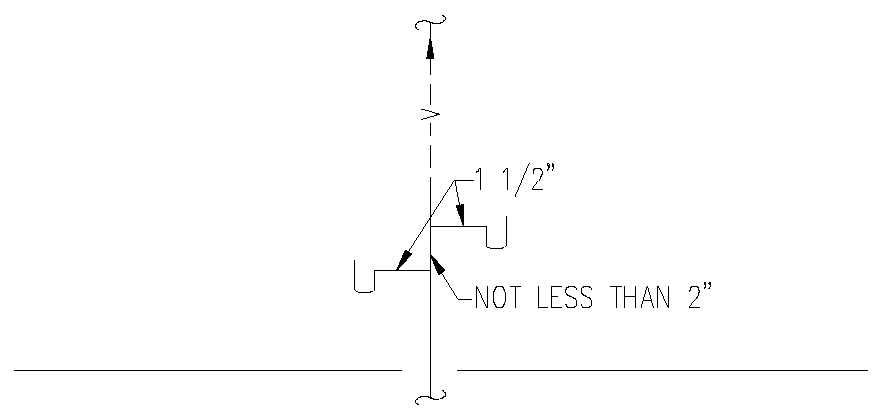 V
1 1/2”
NOT LESS THAN 2”